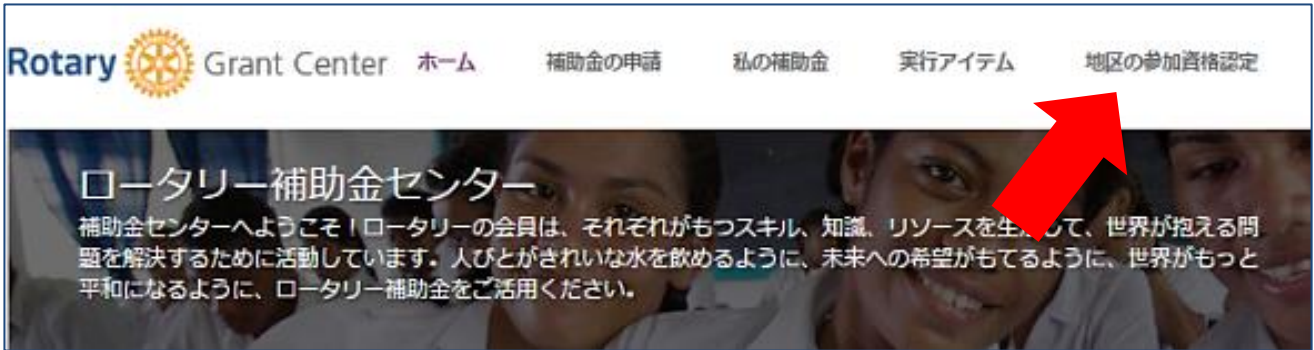 Rotary Grant Center ホーム 補助金の申請 私の補助金 実行アイテム 地区の参加資格認定
ロータリー補助金センター
補助金センターへようこそ！ロータリーの会員は、それぞれがもつスキル、知識、リソースを生 て、世界が抱える問
題を解決するために活動しています。人びとがきれいな水を飲めるように、未来への希望がもてるように、世界がもっと
平和になるように、ロータリー補助金をご活用ください。